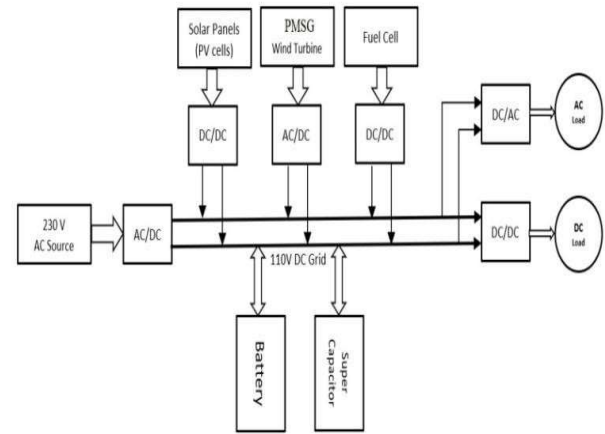 Solar Panels
(PV cells)
PMSG
Wind Turbine
Fuel Cell
DC/DC
AC/DC
DC/DC
DC/AC
AC
Load
230 V
AC Source
AC/DC
110V DC Grid
DC/DC
DC
Load
Battery
Super
Capacitor